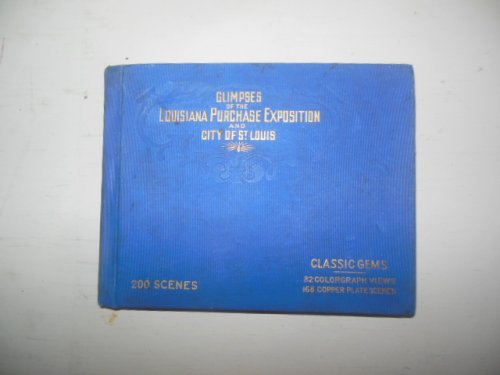 GLIMPSES
OF THE
LOUISIANA PURCHASE EXPOSITION
AND
CITY OF ST LOUIS
200 SCENES
CLASSIC GEMS
32 COLORGRAPH VIEWS
168 COPPER PLATE SCENES